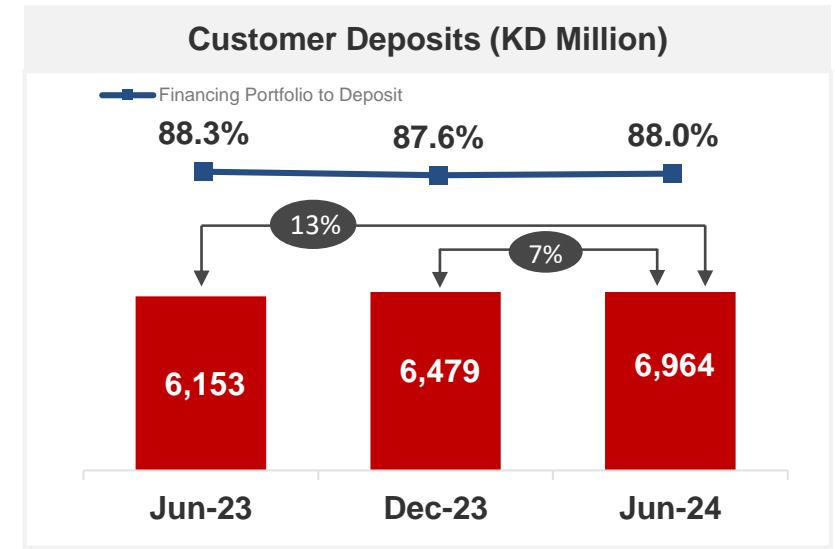 Customer Deposits (KD Million)
Financing Portfolio to Deposit
88.3% 87.6% 88.0%
13%
7%
6,153 6,479 6,964
Jun-23 Dec-23 Jun-24